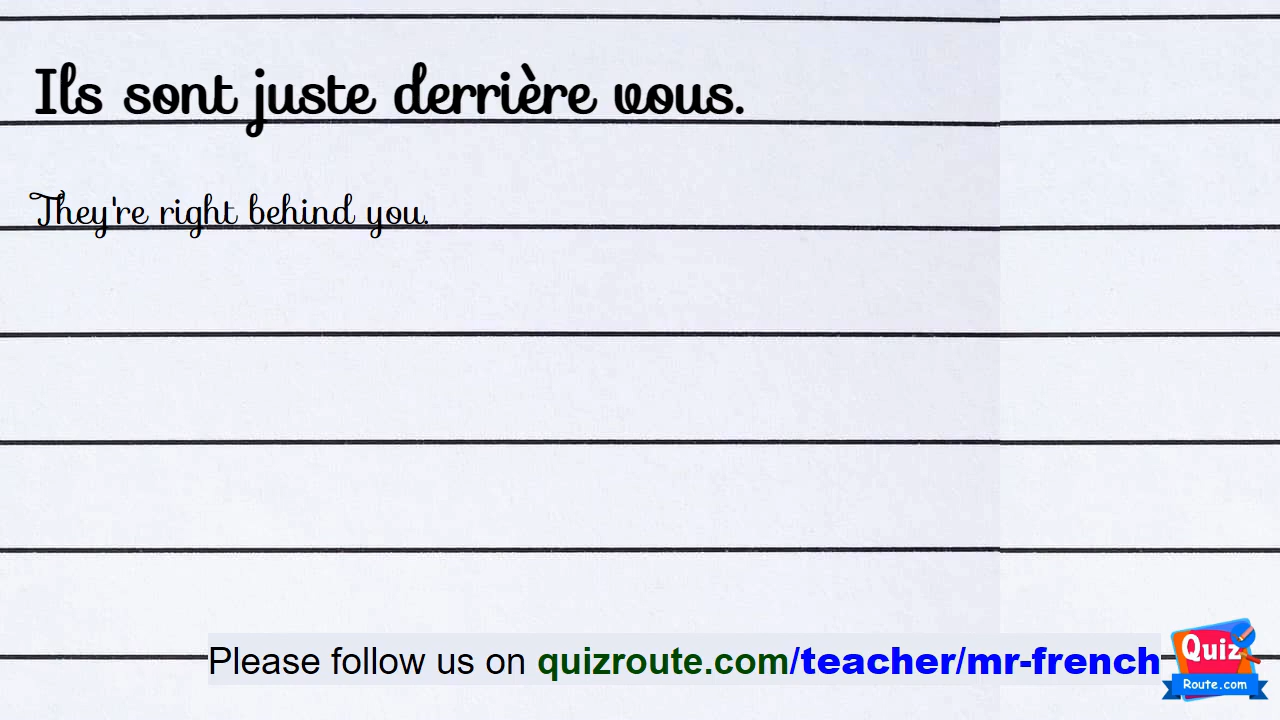 Ils sont juste derrière vous.
They're right behind you.
Please follow us on quizroute.com/teacher/mr-french
Quiz
Route.com